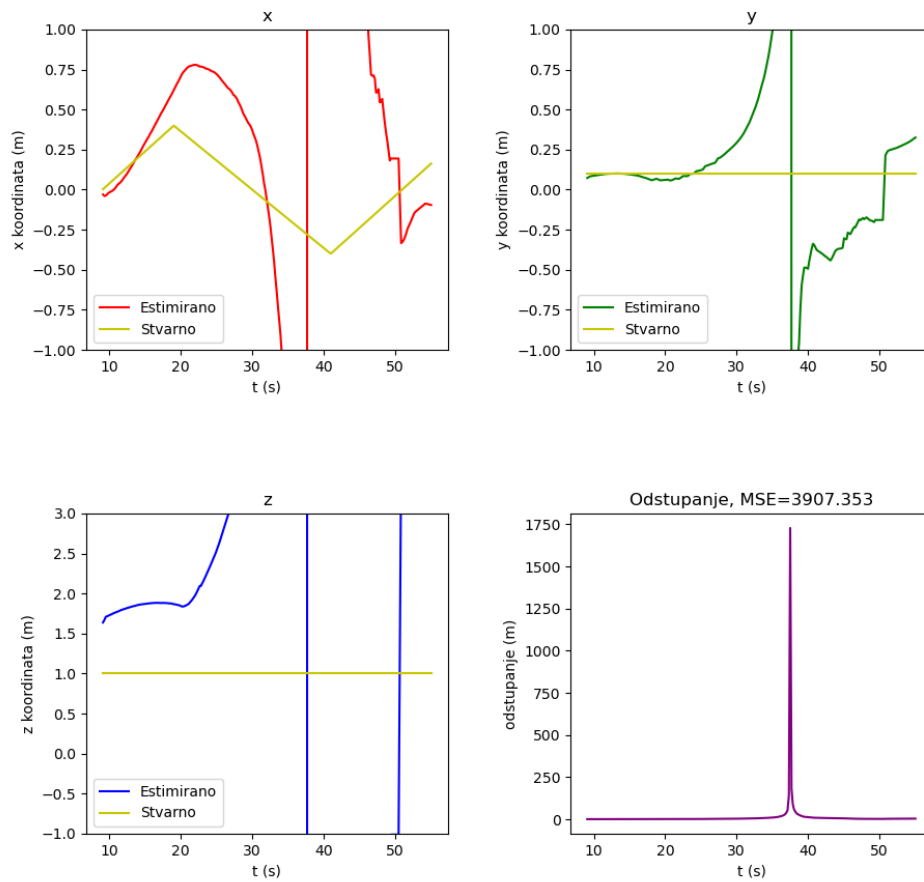 x
1.00
0.75
0.50
0.25
0.00
−0.25
−0.50
−0.75
−1.00
x koordinata (m)
Estimirano
Stvarno
10 20 30 40 50
t (s)
y
1.00
0.75
0.50
0.25
0.00
−0.25
−0.50
−0.75
−1.00
y koordinata (m)
Estimirano
Stvarno
10 20 30 40 50
t (s)
z
3.0
2.5
2.0
1.5
1.0
0.5
0.0
−0.5
−1.0
z koordinata (m)
Estimirano
Stvarno
10 20 30 40 50
t (s)
Odstupanje, MSE=3907.353
1750
1500
1250
1000
750
500
250
0
odstupanje (m)
10 20 30 40 50
t (s)